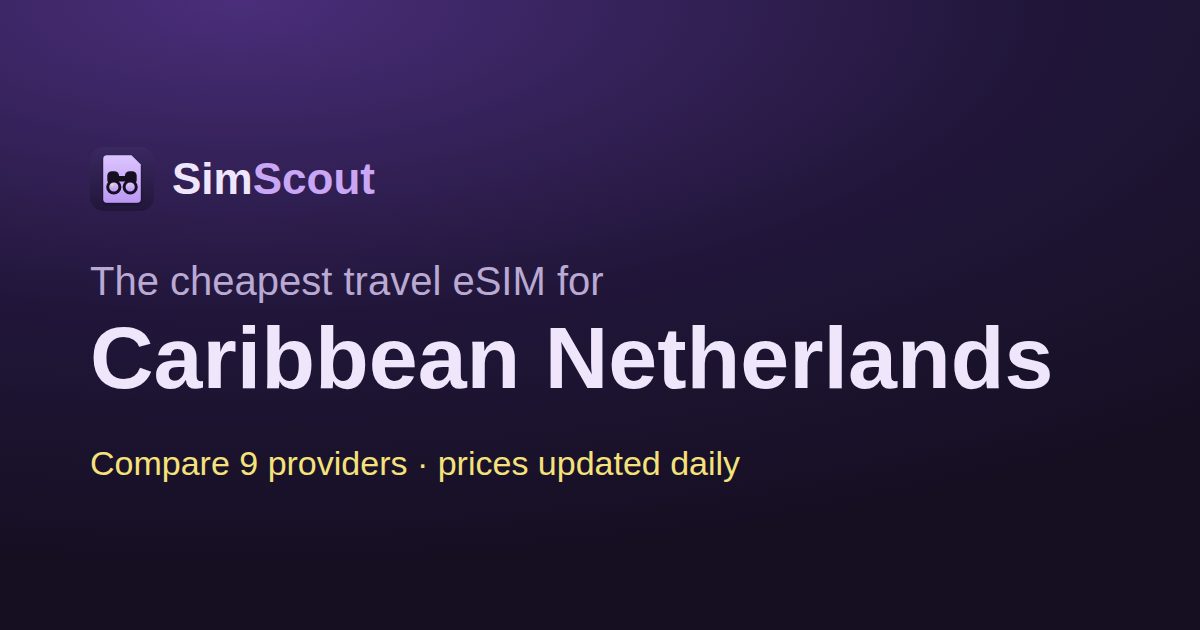 SimScout
The cheapest travel eSIM for
Caribbean Netherlands
Compare 9 providers · prices updated daily